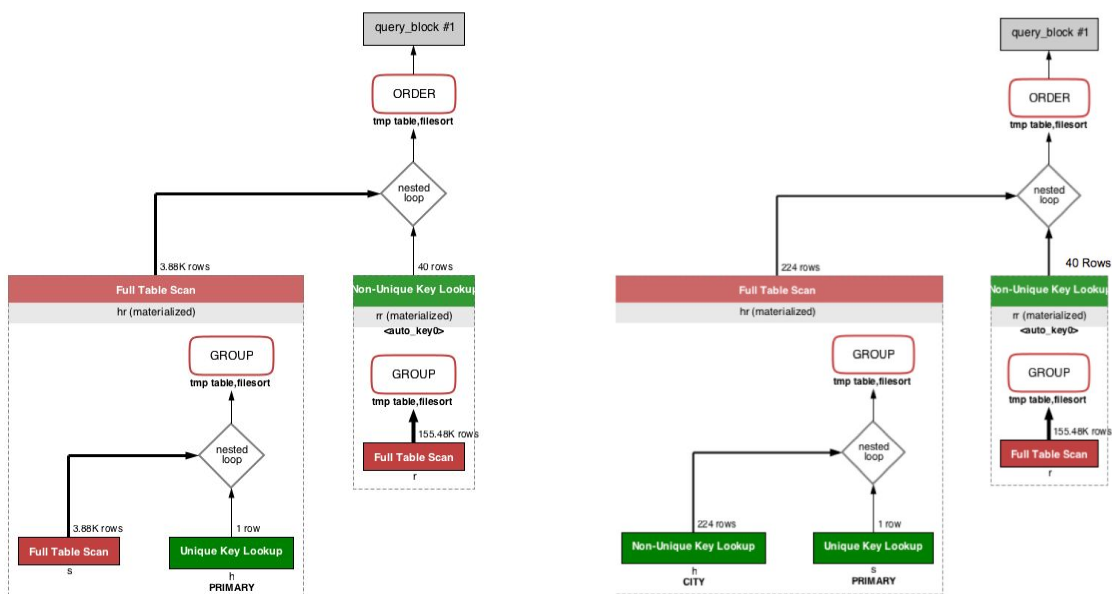 query_block #1
ORDER
tmp table,filesort
nested
loop
3.88K rows
40 rows
Full Table Scan
Non-Unique Key Lookup
hr (materialized)
rr (materialized)
<auto_key0>
GROUP
tmp table,filesort
GROUP
tmp table,filesort
nested
loop
155.48K rows
Full Table Scan
r
3.88K rows
1 row
Full Table Scan
Unique Key Lookup
s
h
PRIMARY
query_block #1
ORDER
tmp table,filesort
nested
loop
224 rows
40 Rows
Full Table Scan
Non-Unique Key Lookup
hr (materialized)
rr (materialized)
<auto_key0>
GROUP
tmp table,filesort
GROUP
tmp table,filesort
nested
loop
155.48K rows
Full Table Scan
r
224 rows
1 row
Non-Unique Key Lookup
Unique Key Lookup
h
CITY
s
PRIMARY